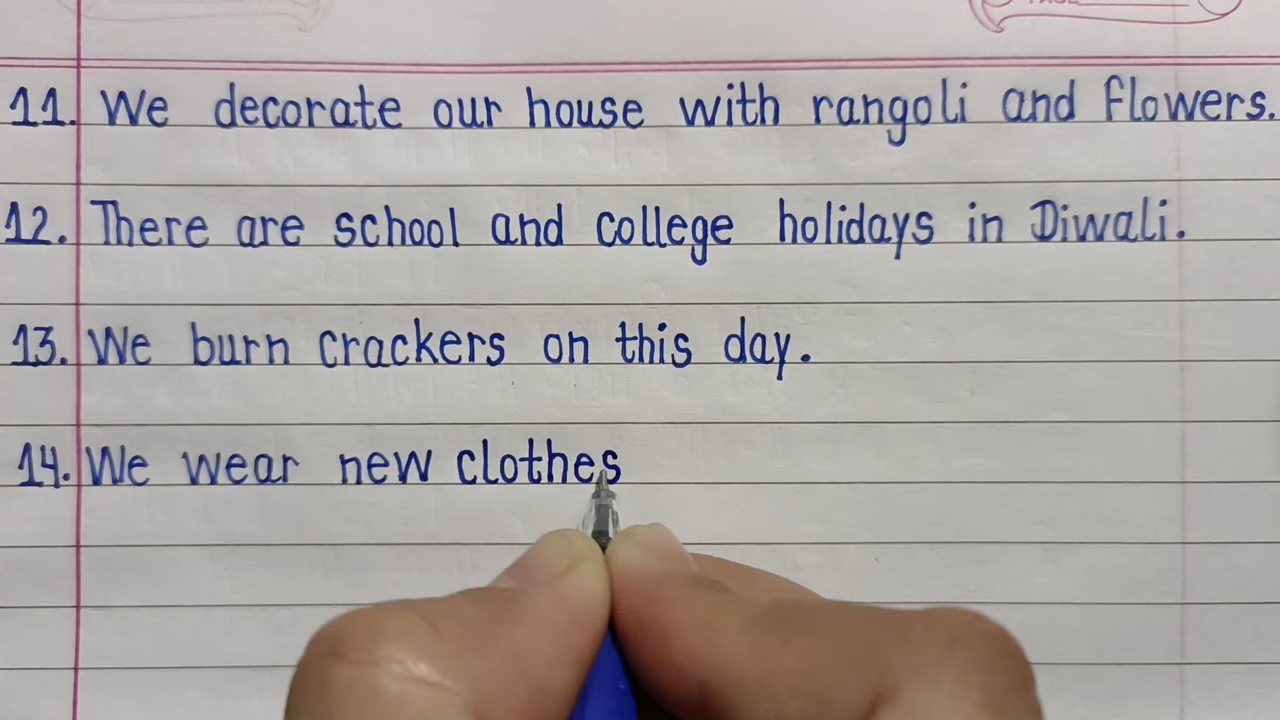 11. We decorate our house with rangoli and flowers.
12. There are school and college holidays in Diwali.
13. We burn crackers on this day.
14. We wear new clothes